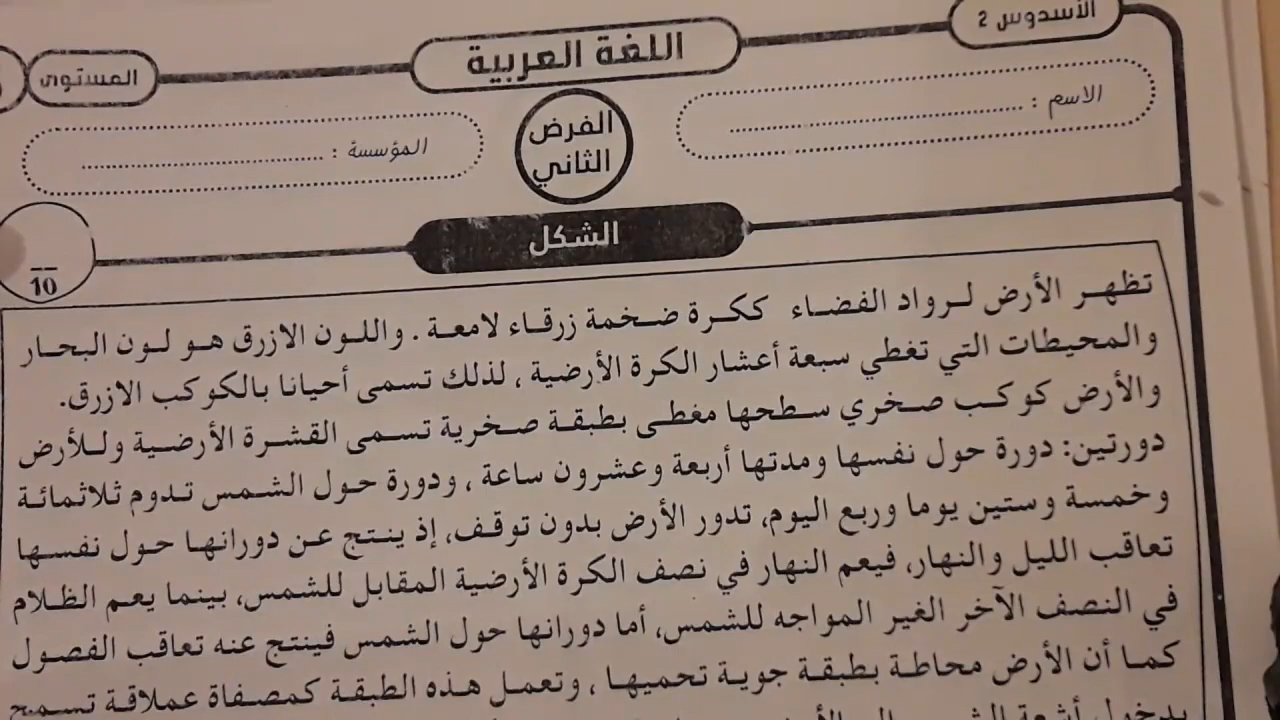 الأسدوس 2
اللغة العربية
المستوى
الاسم :
الفرض الثاني
المؤسسة :
الشكل
10
تظهر الأرض لرواد الفضاء ككرة ضخمة زرقاء لامعة . واللون الازرق هو لون البحار
والمحيطات التي تغطي سبعة أعشار الكرة الأرضية ، لذلك تسمى أحيانا بالكوكب الازرق.
والأرض كوكب صخري سطحها مغطى بطبقة صخرية تسمى القشرة الأرضية وللأرض
دورتين: دورة حول نفسها ومدتها أربعة وعشرون ساعة ، ودورة حول الشمس تدوم ثلاثمائة
وخمسة وستين يوما وربع اليوم، تدور الأرض بدون توقف، إذ ينتج عن دورانها حول نفسها
تعاقب الليل والنهار، فيعم النهار في نصف الكرة الأرضية المقابل للشمس، بينما يعم الظلام
في النصف الآخر الغير المواجه للشمس، أما دورانها حول الشمس فينتج عنه تعاقب الفصول
كما أن الأرض محاطة بطبقة جوية تحميها ، وتعمل هذه الطبقة كمصفاة عملاقة تسمح